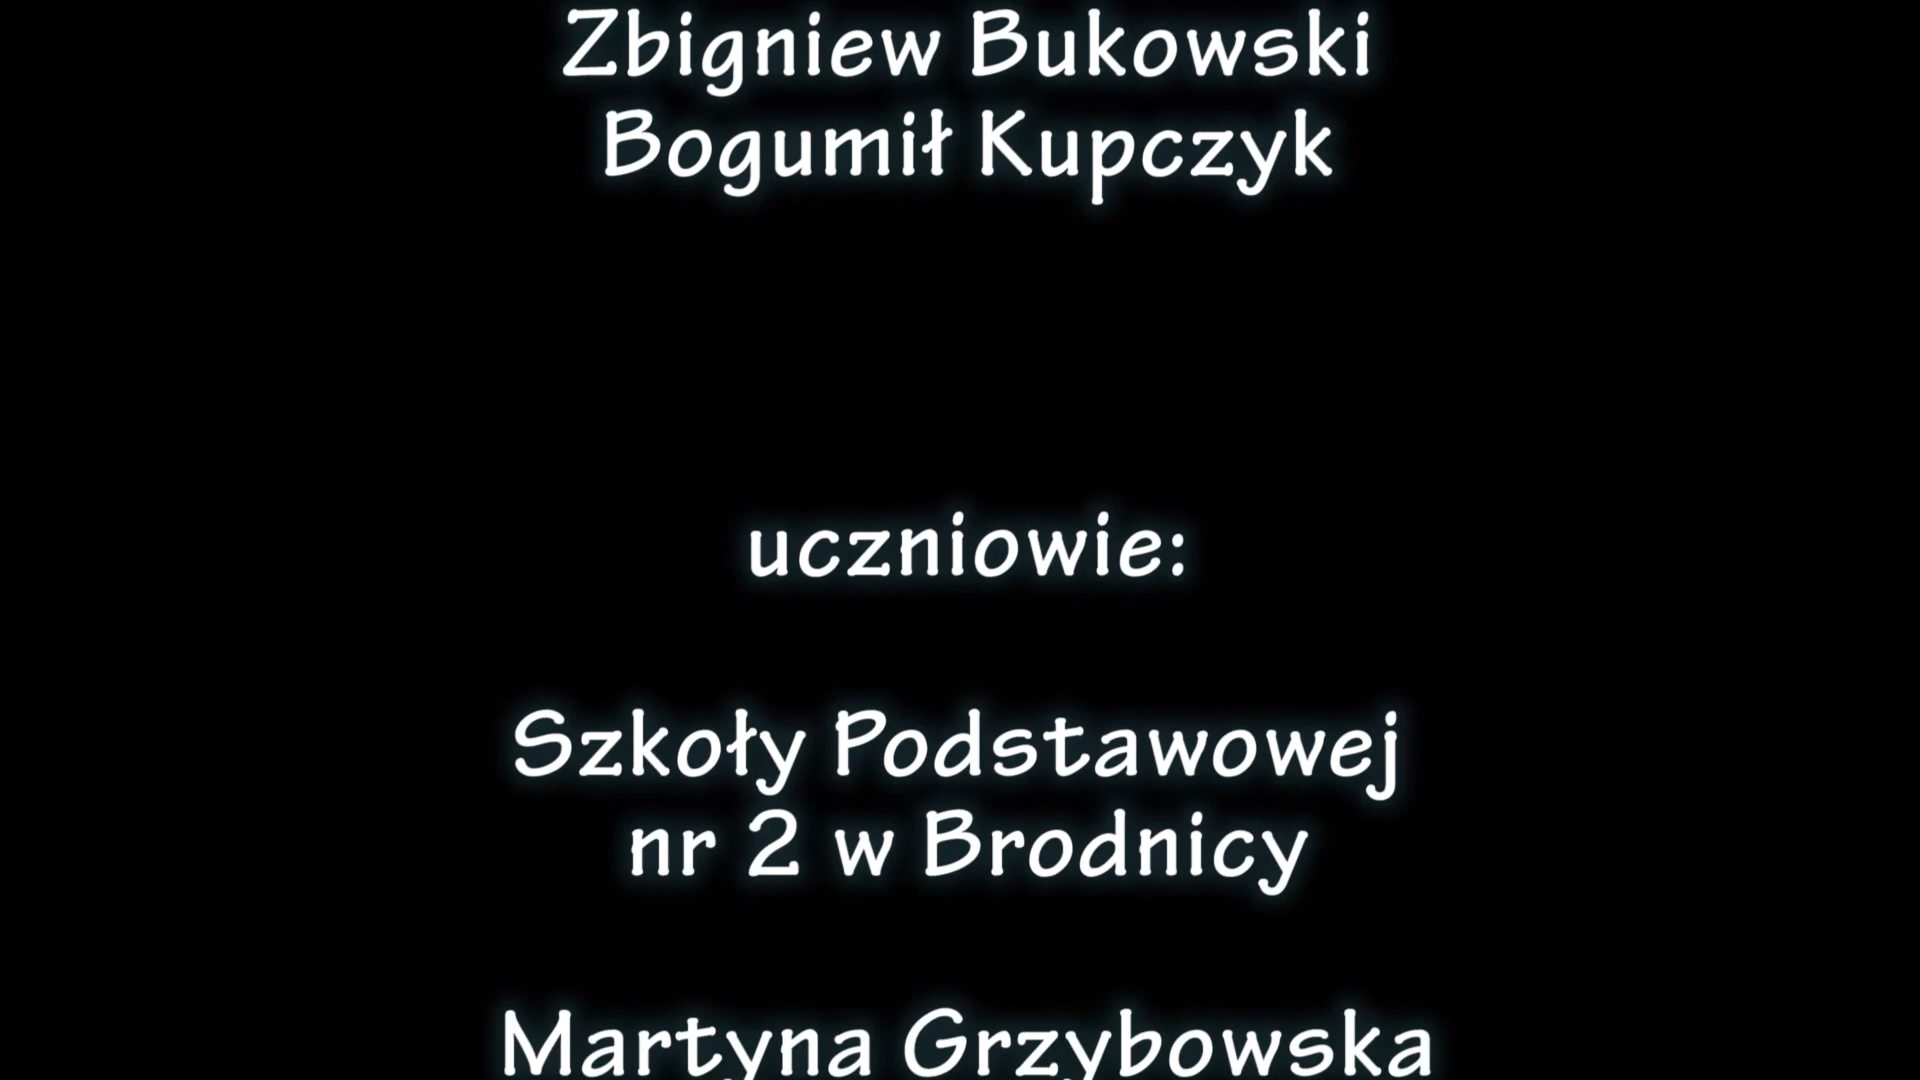 Zbigniew Bukowski
Bogumił Kupczyk
uczniowie:
Szkoły Podstawowej
nr 2 w Brodnicy
Martyna Grzybowska